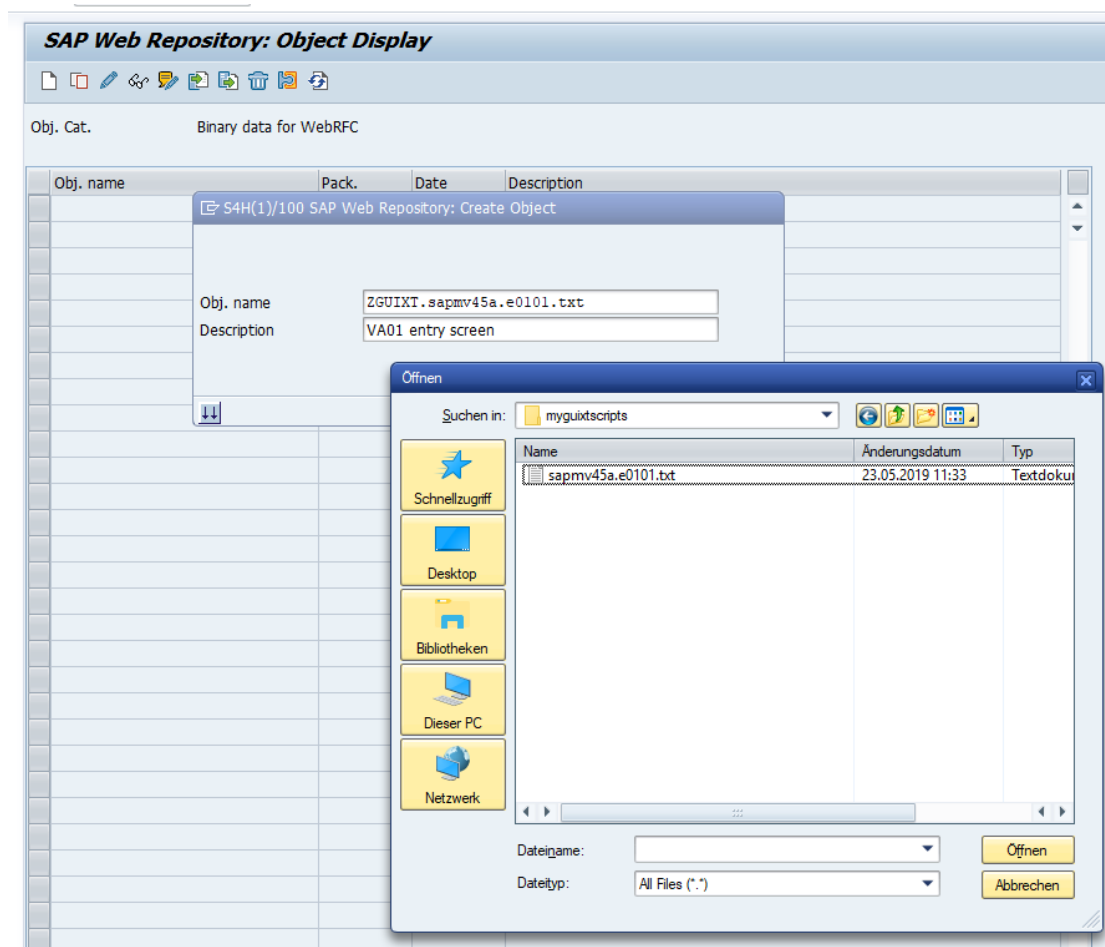 SAP Web Repository: Object Display
Obj. Cat. Binary data for WebRFC
Obj. name Pack. Date Description
S4H(1)/100 SAP Web Repository: Create Object
Obj. name ZGUIXT.sapmv45a.e0101.txt
Description VA01 entry screen
Öffnen
Suchen in: myguixtscripts
Name Änderungsdatum Typ
sapmv45a.e0101.txt 23.05.2019 11:33 Textdokui
Schnellzugriff
Desktop
Bibliotheken
Dieser PC
Netzwerk
Dateiname: Öffnen
Dateityp: All Files (*.*) Abbrechen